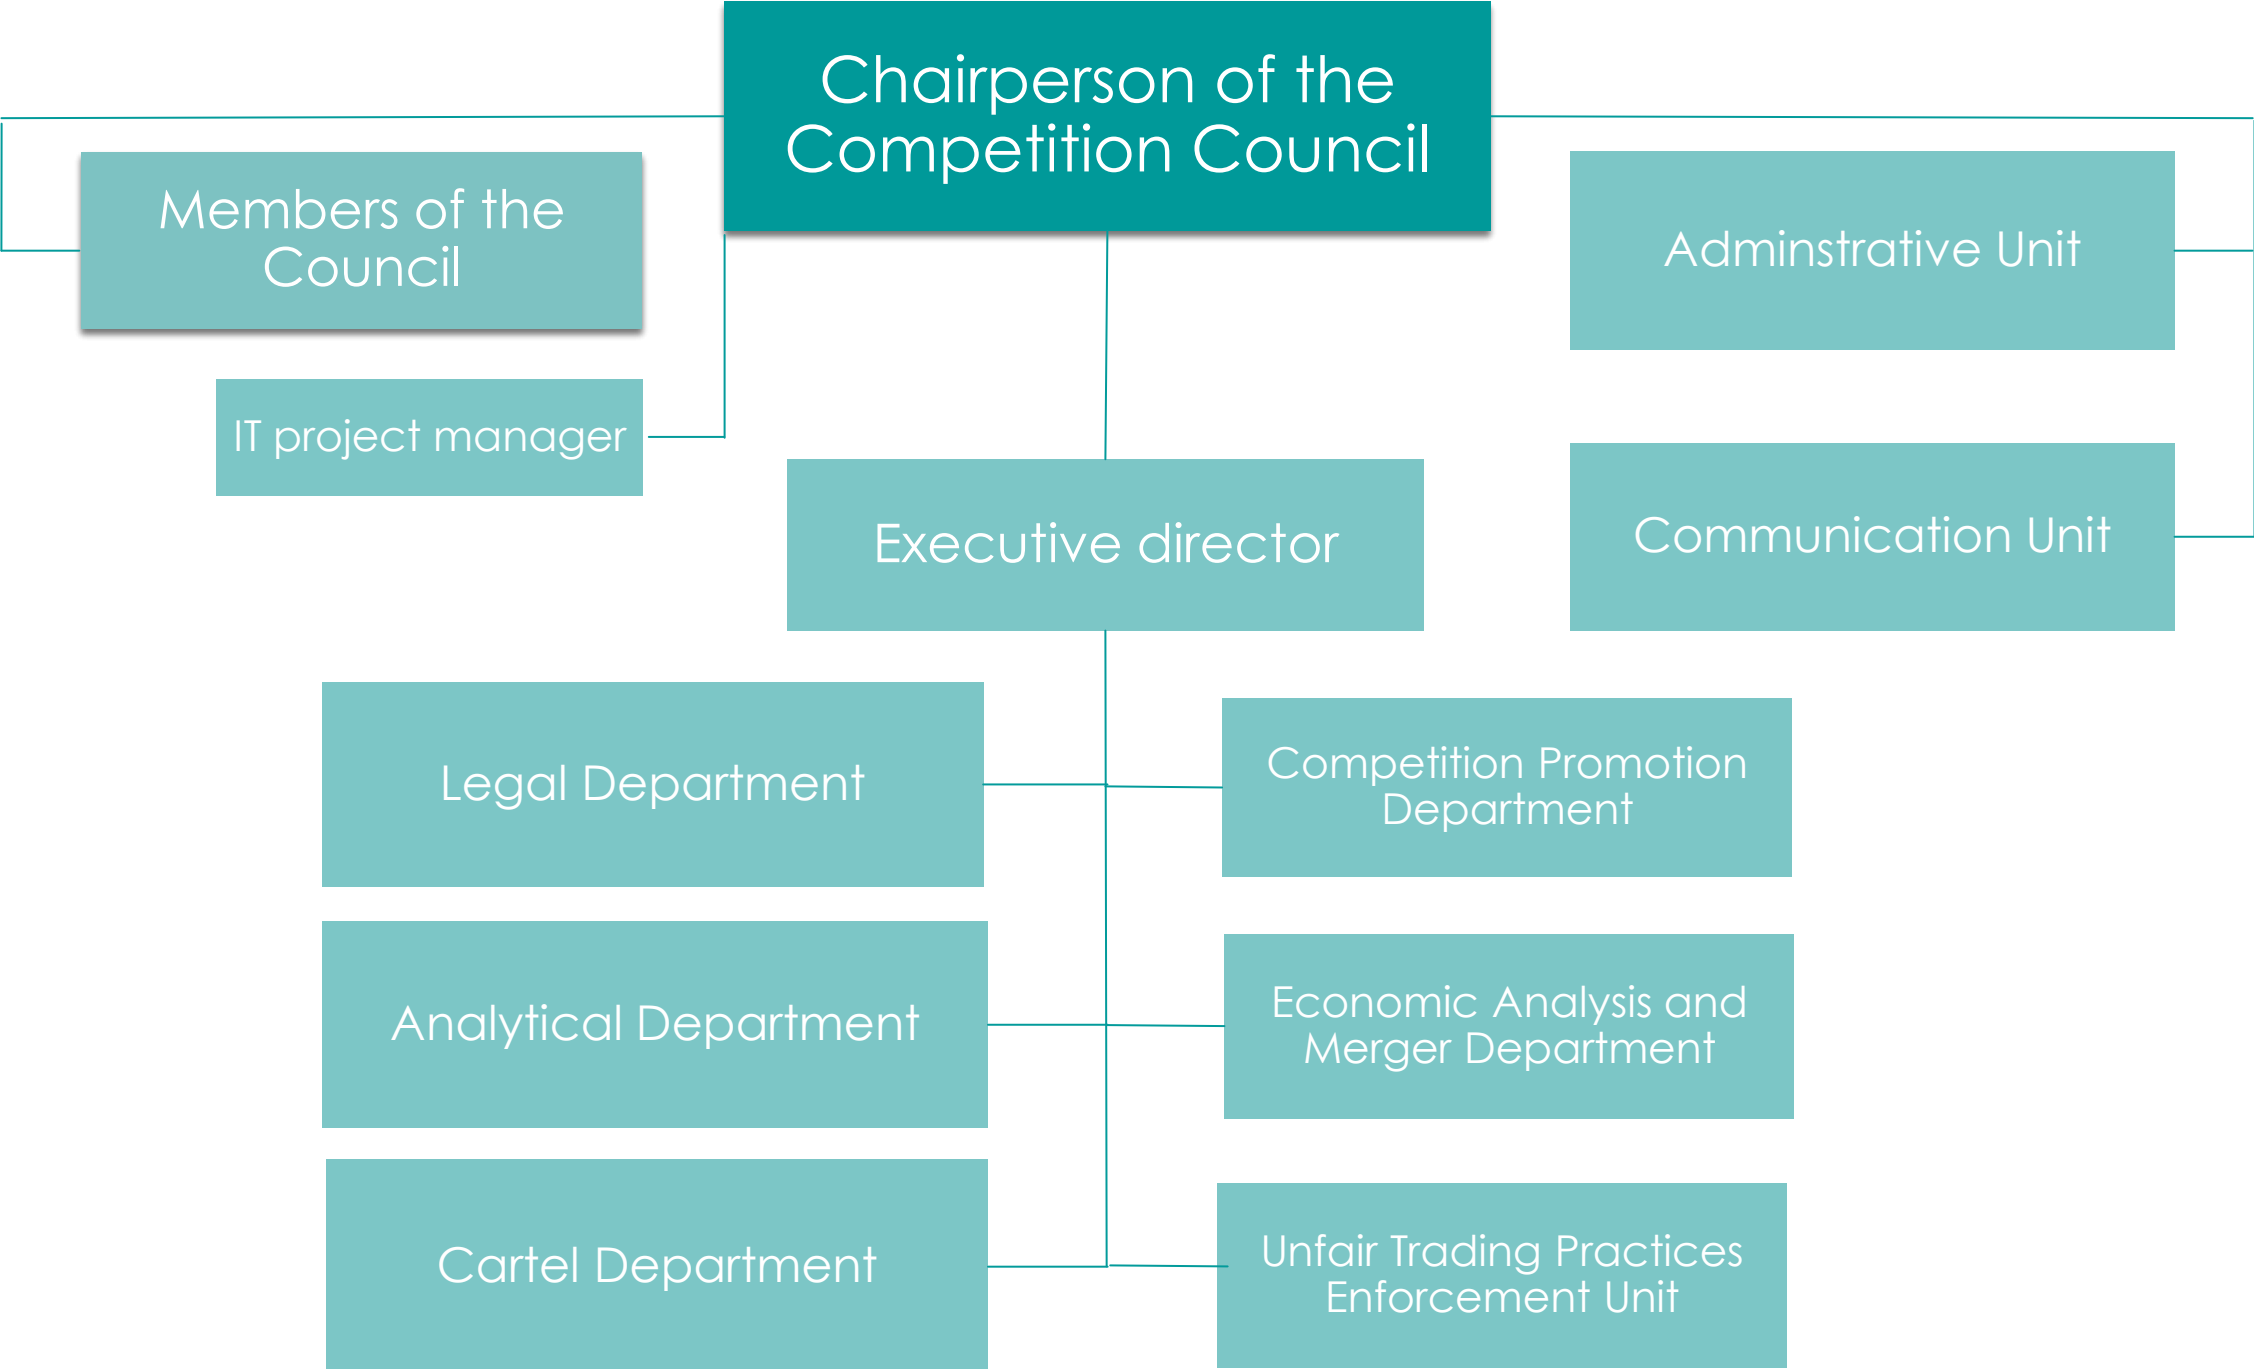 Chairperson of the
Competition Council
Members of the
Council
Adminstrative Unit
IT project manager
Executive director
Communication Unit
Legal Department
Competition Promotion
Department
Analytical Department
Economic Analysis and
Merger Department
Cartel Department
Unfair Trading Practices
Enforcement Unit